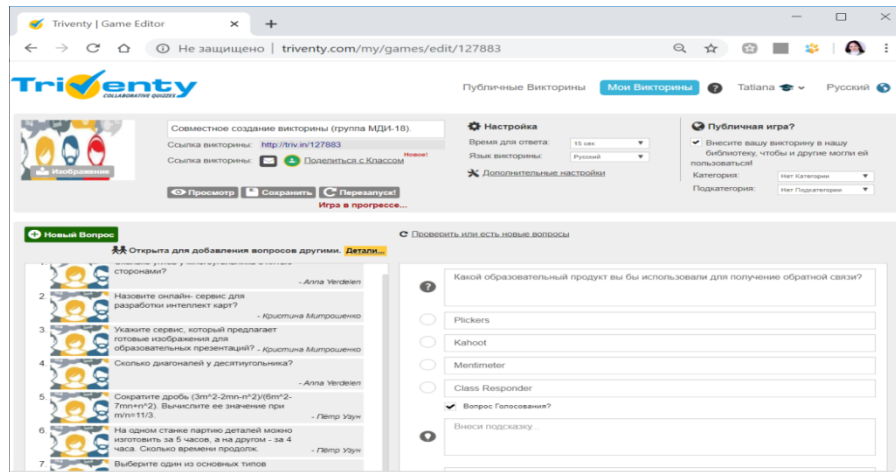 Triventy | Game Editor
Не защищено | triventy.com/my/games/edit/127883
Triventy
COLLABORATIVE QUIZZES
Публичные Викторины
Мои Викторины
Tatiana
Русский
Изображение
Совместное создание викторины (группа МДИ-18).
Ссылка викторины: http://triv.in/127883
Ссылка викторины: Поделиться с Классом Новое!
Просмотр Сохранить Перезапуск!
Игра в прогрессе...
Настройка
Время для ответа: 15 сек
Язык викторины: Русский
Дополнительные настройки
Публичная игра?
Внесите вашу викторину в нашу
библиотеку, чтобы и другие могли ей
пользоваться!
Категория: Нет Категории
Подкатегория: Нет Подкатегории
Новый Вопрос
Открыта для добавления вопросов другими. Детали...
Проверить или есть новые вопросы
1.
сторонами?
- Anna Verdeien
2. Назовите онлайн- сервис для
разработки интеллект карт?
- Кристина Митрошенко
3. Укажите сервис, который предлагает
готовые изображения для
образовательных презентаций? - Кристина Митрошенко
4. Сколько диагоналей у десятиугольника?
- Anna Verdeien
5. Сократите дробь (3m^2-2mn-n^2)/(6m^2-
7mn+n^2). Вычислите ее значение при
m/n=11/3. - Пётр Узун
6. На одном станке партию деталей можно
изготовить за 5 часов, а на другом - за 4
часа. Сколько времени продолж. - Пётр Узун
7. Выберите один из основных типов
Какой образовательный продукт вы бы использовали для получение обратной связи?
Plickers
Kahoot
Mentimeter
Class Responder
Вопрос Голосования?
Внеси подсказку...